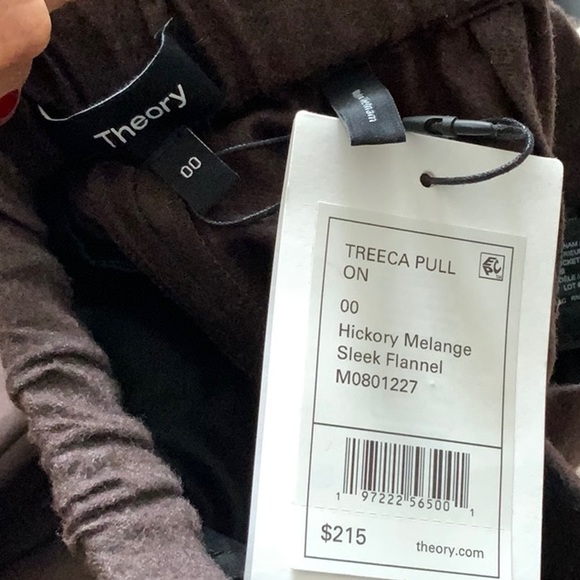 Theory
00
TREECA PULL
ON
00
Hickory Melange
Sleek Flannel
M0801227
1 97222 56500 1
$215
theory.com